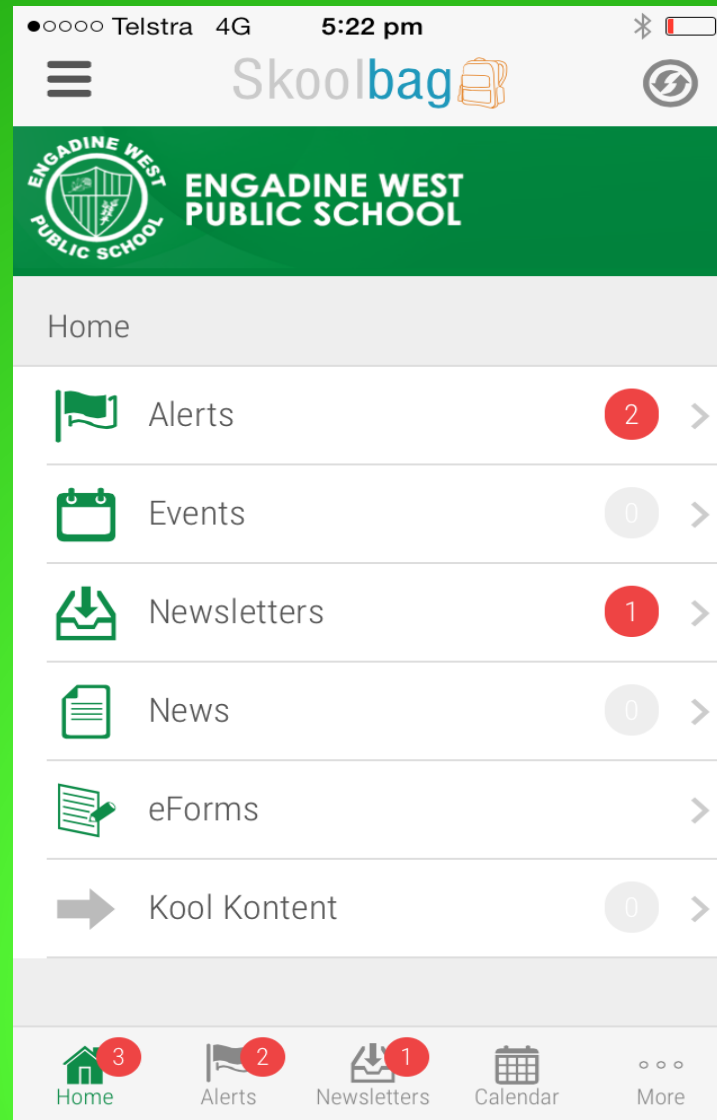 Telstra 4G 5:22 pm
Skoolbag
ENGADINE WEST
PUBLIC SCHOOL
ENGADINE WEST
PUBLIC SCHOOL
Home
Alerts 2
Events 0
Newsletters 1
News 0
eForms
Kool Kontent 0
3 2 1
Home Alerts Newsletters Calendar More